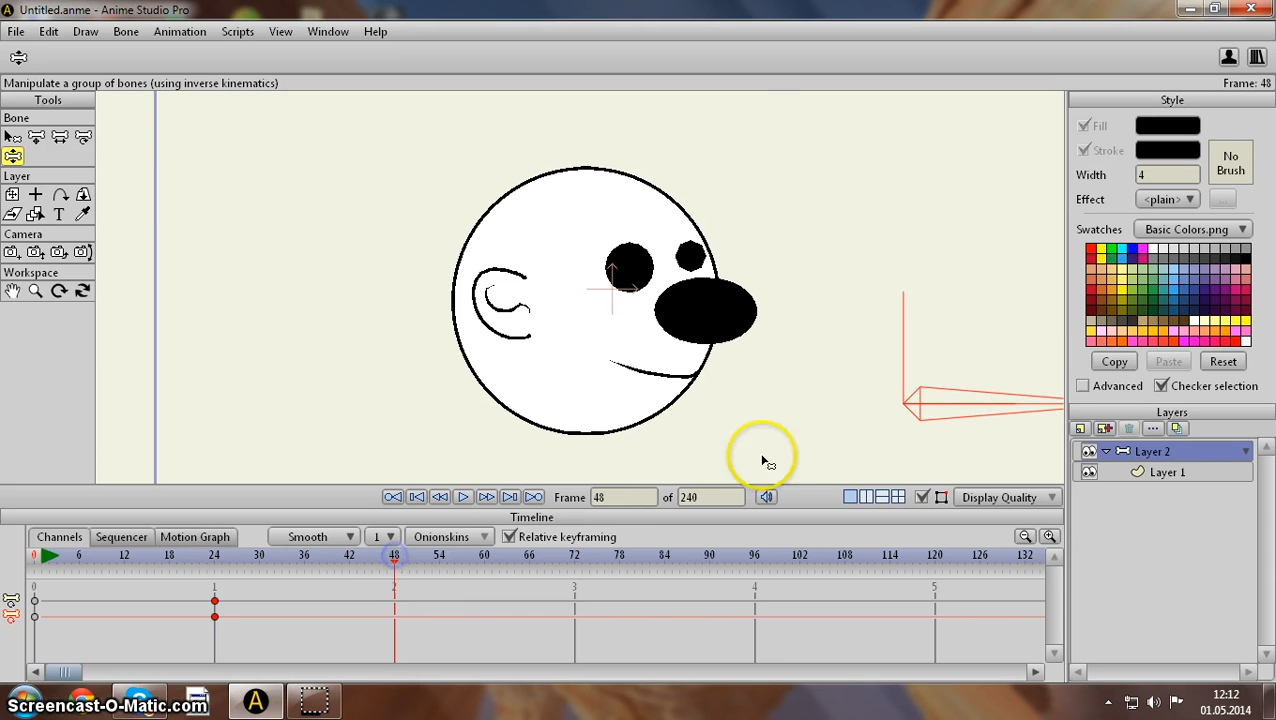 Untitled.anme - Anime Studio Pro
File Edit Draw Bone Animation Scripts View Window Help
Manipulate a group of bones (using inverse kinematics)
Frame: 48
Tools
Bone
Layer
T
Camera
Workspace
Style
Fill
Stroke
No Brush
Width 4
Effect <plain> ...
Swatches Basic Colors.png
Copy Paste Reset
Advanced Checker selection
Layers
Layer 2
Layer 1
Frame 48 of 240 Display Quality
Timeline
Channels Sequencer Motion Graph Smooth 1 Onionskins Relative keyframing
0 6 12 18 24 30 36 42 48 54 60 66 72 78 84 90 96 102 108 114 120 126 132
0 1 2 3 4 5
Screencast-O-Matic.com
12:12
01.05.2014